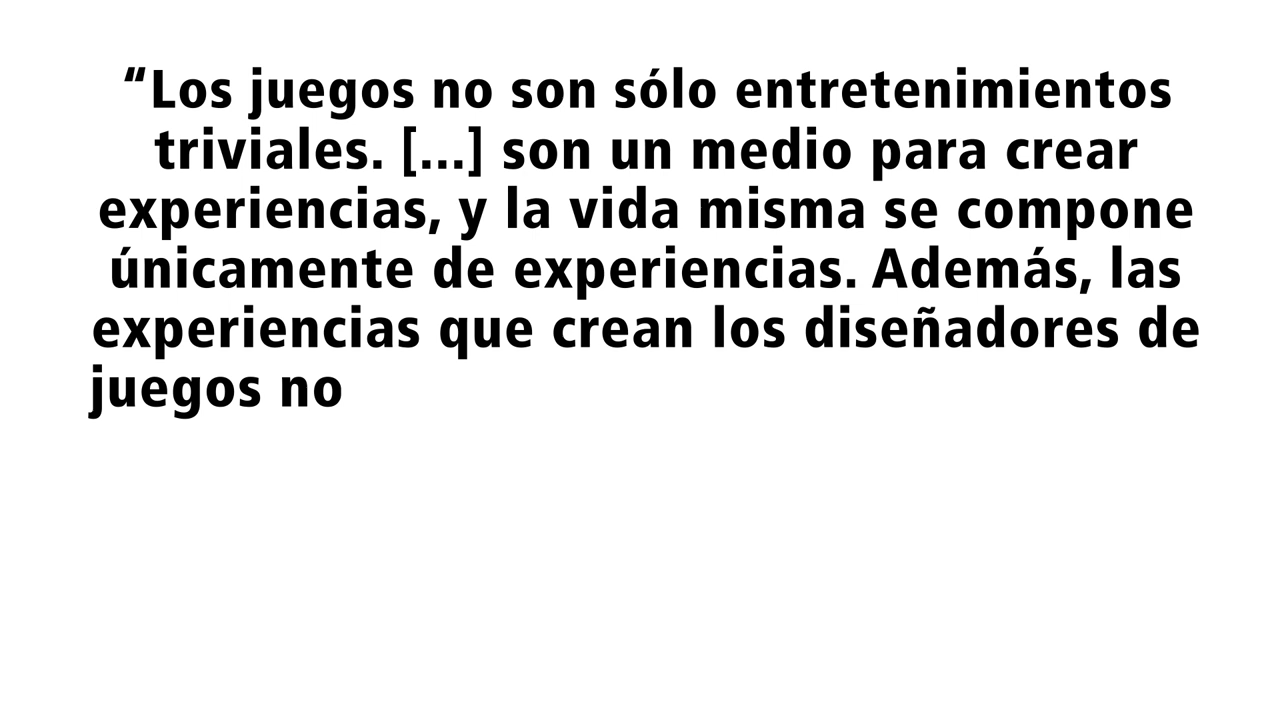 “Los juegos no son sólo entretenimientos
triviales. [...] son un medio para crear
experiencias, y la vida misma se compone
únicamente de experiencias. Además, las
experiencias que crean los diseñadores de
juegos no